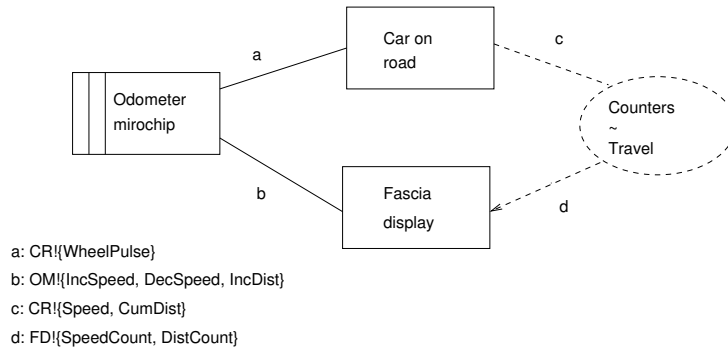 a
Car on
road
c
Odometer
mirochip
Counters
~
Travel
b
Fascia
display
d
a: CR!{WheelPulse}
b: OM!{IncSpeed, DecSpeed, IncDist}
c: CR!{Speed, CumDist}
d: FD!{SpeedCount, DistCount}